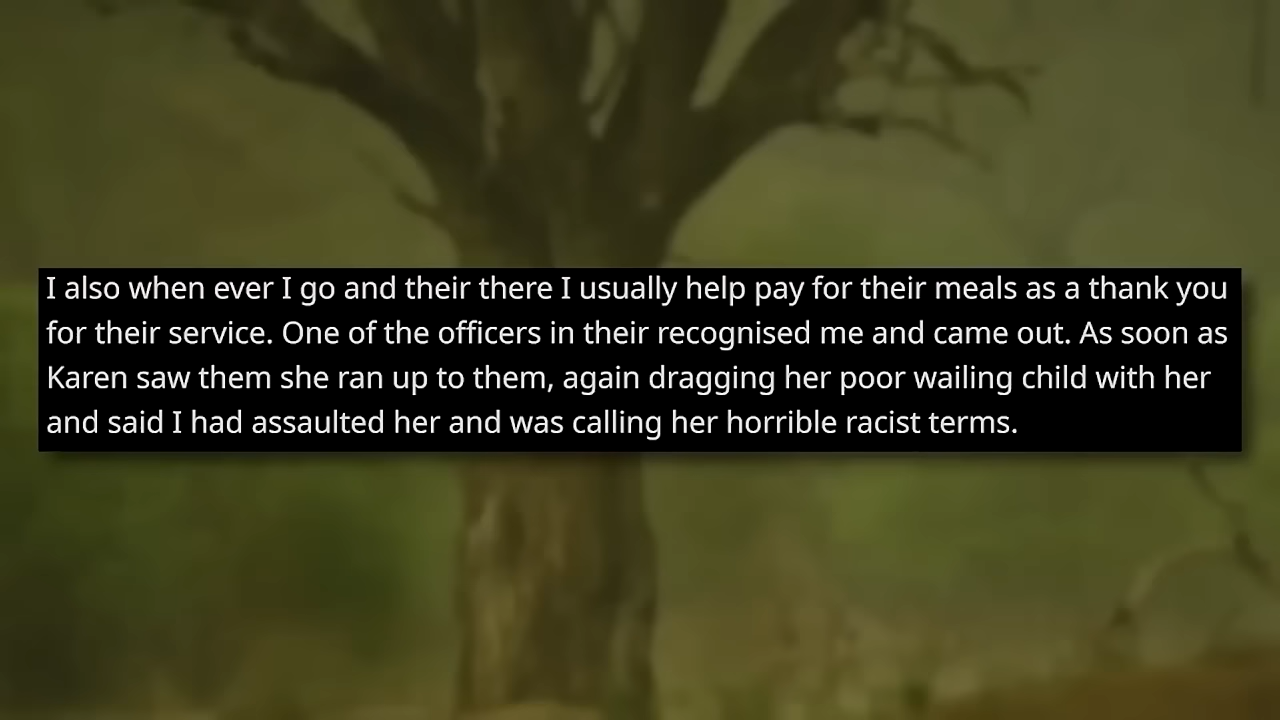 I also when ever I go and their there I usually help pay for their meals as a thank you
for their service. One of the officers in their recognised me and came out. As soon as
Karen saw them she ran up to them, again dragging her poor wailing child with her
and said I had assaulted her and was calling her horrible racist terms.